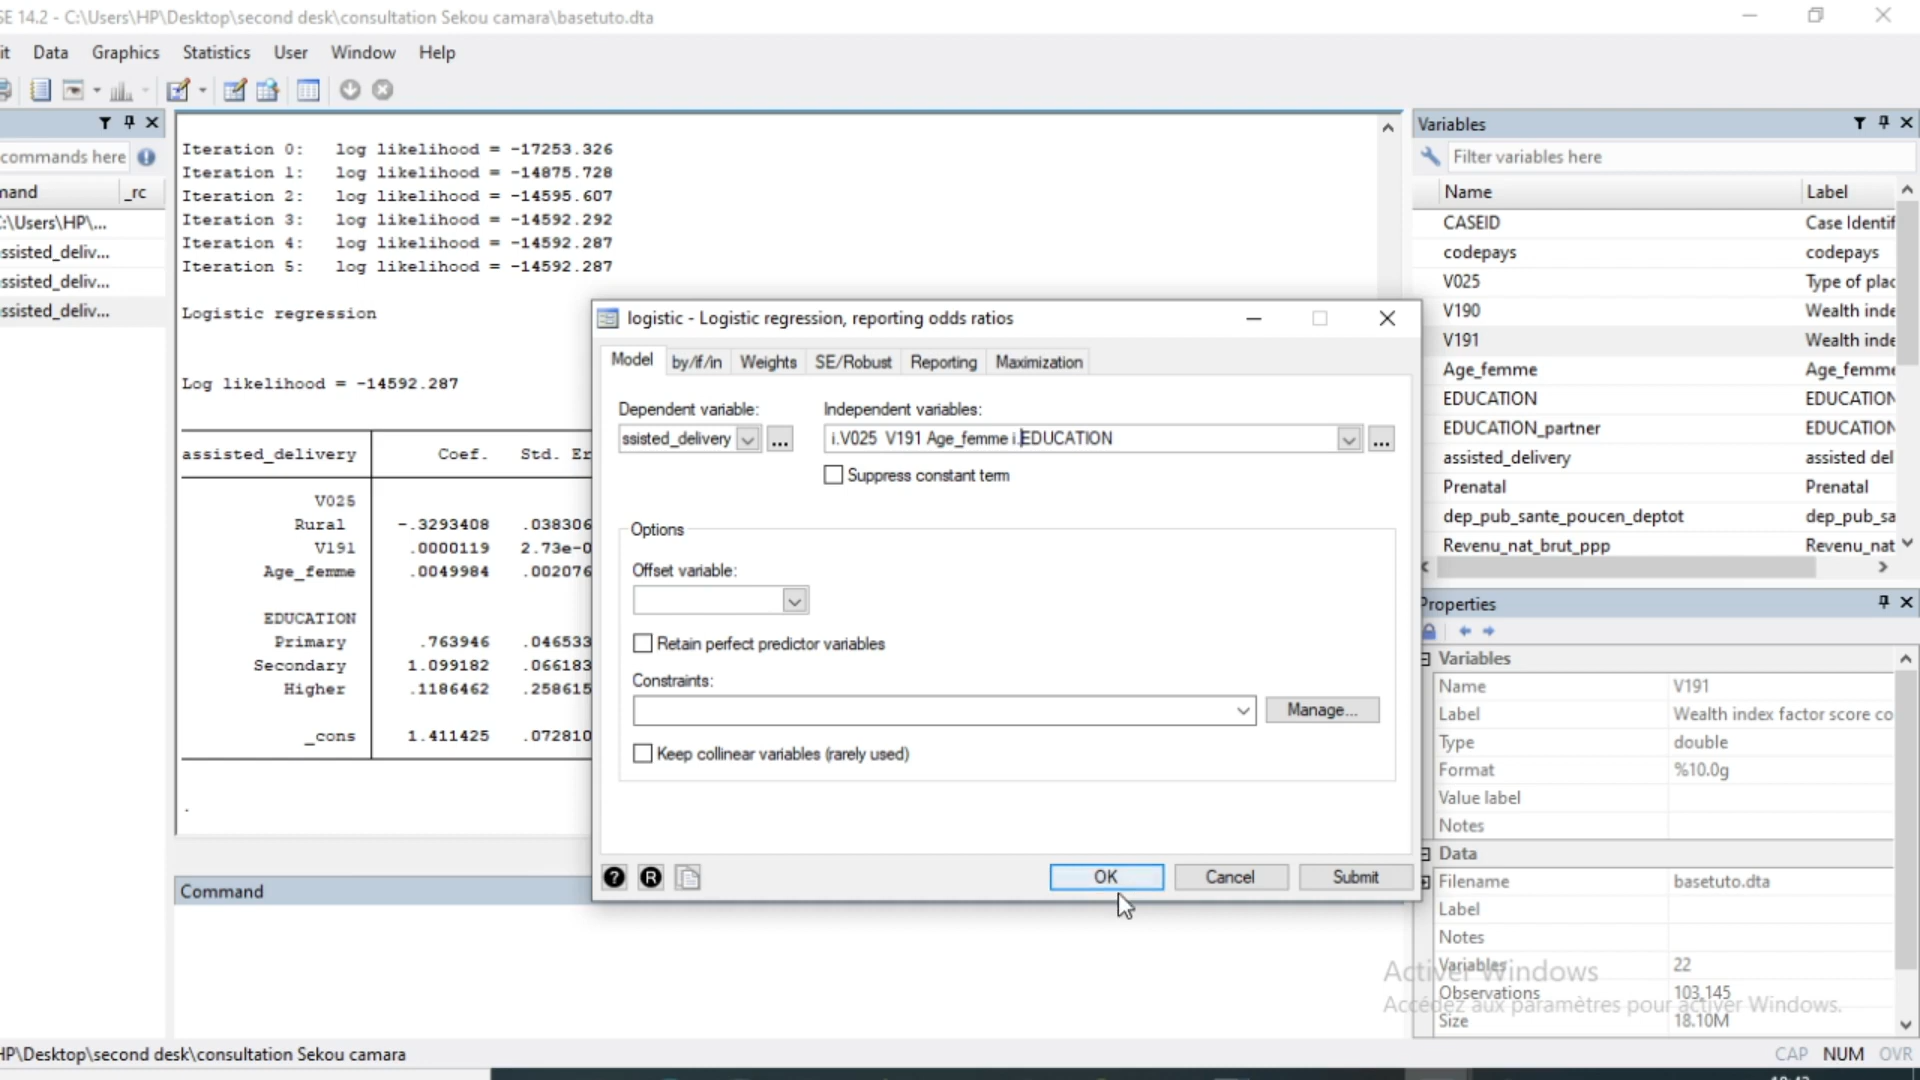 SE 14.2 - C:\Users\HP\Desktop\second desk\consultation Sekou camara\basetuto.dta
it Data Graphics Statistics User Window Help
commands here
mand _rc
C:\Users\HP\...
ssisted_deliv...
ssisted_deliv...
ssisted_deliv...
Iteration 0: log likelihood = -17253.326
Iteration 1: log likelihood = -14875.728
Iteration 2: log likelihood = -14595.607
Iteration 3: log likelihood = -14592.292
Iteration 4: log likelihood = -14592.287
Iteration 5: log likelihood = -14592.287
Logistic regression
Log likelihood = -14592.287
assisted_delivery Coef. Std. Er
V025
Rural -.3293408 .038306
V191 .0000119 2.73e-0
Age_femme .0049984 .002076
EDUCATION
Primary .763946 .046533
Secondary 1.099182 .066183
Higher .1186462 .258615
_cons 1.411425 .072810
.
Command
logistic - Logistic regression, reporting odds ratios
Model by/if/in Weights SE/Robust Reporting Maximization
Dependent variable: Independent variables:
ssisted_delivery ... i.V025 V191 Age_femme i.EDUCATION ...
Suppress constant term
Options
Offset variable:
Retain perfect predictor variables
Constraints:
Manage...
Keep collinear variables (rarely used)
? R OK Cancel Submit
Variables
Filter variables here
Name Label
CASEID Case Identif
codepays codepays
V025 Type of plac
V190 Wealth inde
V191 Wealth inde
Age_femme Age_femme
EDUCATION EDUCATION
EDUCATION_partner EDUCATION
assisted_delivery assisted del
Prenatal Prenatal
dep_pub_sante_poucen_deptot dep_pub_sa
Revenu_nat_brut_ppp Revenu_nat
Properties
Variables
Name V191
Label Wealth index factor score co
Type double
Format %10.0g
Value label
Notes
Data
Filename basetuto.dta
Label
Notes
Variables 22
Observations 103,145
Size 18.10M
Activer Windows
Accédez aux paramètres pour activer Windows.
HP\Desktop\second desk\consultation Sekou camara
CAP NUM OVR